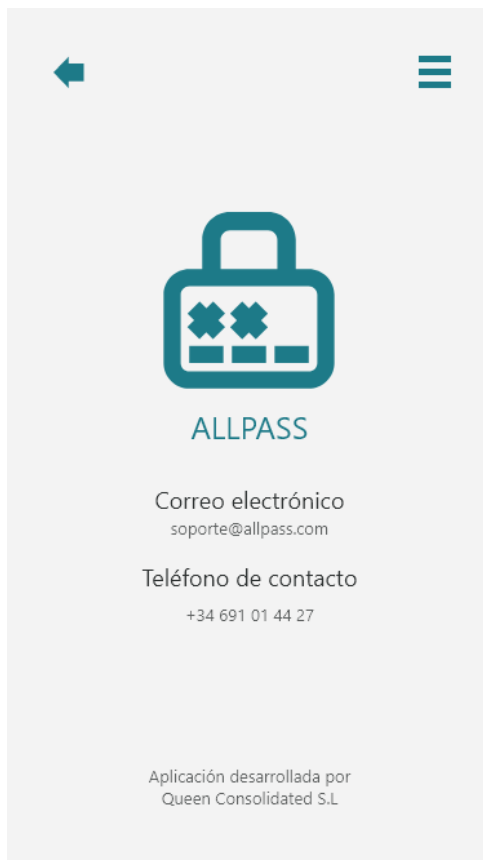 ALLPASS
Correo electrónico
soporte@allpass.com
Teléfono de contacto
+34 691 01 44 27
Aplicación desarrollada por
Queen Consolidated S.L